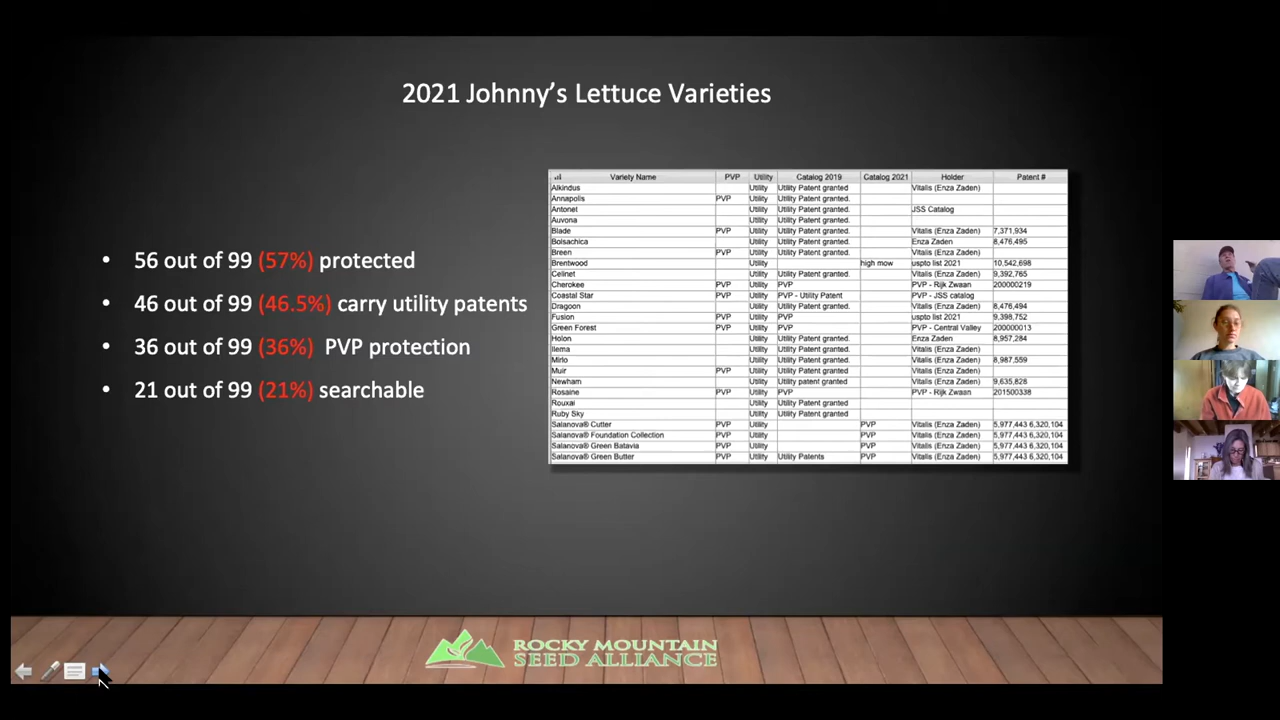 2021 Johnny's Lettuce Varieties
• 56 out of 99 (57%) protected
• 46 out of 99 (46.5%) carry utility patents
• 36 out of 99 (36%) PVP protection
• 21 out of 99 (21%) searchable
Variety Name PVP Utility Catalog 2019 Catalog 2021 Holder Patent #
Alkindus Utility Utility Patent granted Vitalis (Enza Zaden)
Annapolis PVP Utility Utility Patent granted.
Antonet Utility Utility Patent granted. JSS Catalog
Auvona Utility Utility Patent granted.
Blade PVP Utility Utility Patent granted. Vitalis (Enza Zaden) 7,371,934
Bolsachica Utility Utility Patent granted. Enza Zaden 8,476,495
Breen PVP Utility Utility Patent granted. Vitalis (Enza Zaden)
Brentwood Utility high mow uspto list 2021 10,542,698
Celinet Utility Utility Patent granted. Vitalis (Enza Zaden) 9,392,765
Cherokee PVP Utility PVP PVP - Rijk Zwaan 200000219
Coastal Star PVP Utility PVP - Utility Patent PVP - JSS catalog
Dragoon Utility Utility Patent granted. Vitalis (Enza Zaden) 8,476,494
Fusion PVP Utility PVP uspto list 2021 9,398,752
Green Forest PVP Utility PVP PVP - Central Valley 200000013
Holon Utility Utility Patent granted. Enza Zaden 8,957,284
Ilema Utility Utility Patent granted. Vitalis (Enza Zaden)
Mirlo Utility Utility Patent granted. Vitalis (Enza Zaden) 8,987,559
Muir PVP Utility Utility Patent granted. Vitalis (Enza Zaden)
Newham Utility Utility patent granted Vitalis (Enza Zaden) 9,635,828
Rosaine PVP Utility PVP PVP - Rijk Zwaan 201500338
Rouxai Utility Utility Patent granted
Ruby Sky Utility Utility Patent granted
Salanova® Cutter PVP Utility PVP Vitalis (Enza Zaden) 5,977,443 6,320,104
Salanova® Foundation Collection PVP Utility PVP Vitalis (Enza Zaden) 5,977,443 6,320,104
Salanova® Green Batavia PVP Utility PVP Vitalis (Enza Zaden) 5,977,443 6,320,104
Salanova® Green Butter PVP Utility Utility Patents PVP Vitalis (Enza Zaden) 5,977,443 6,320,104
ROCKY MOUNTAIN
SEED ALLIANCE